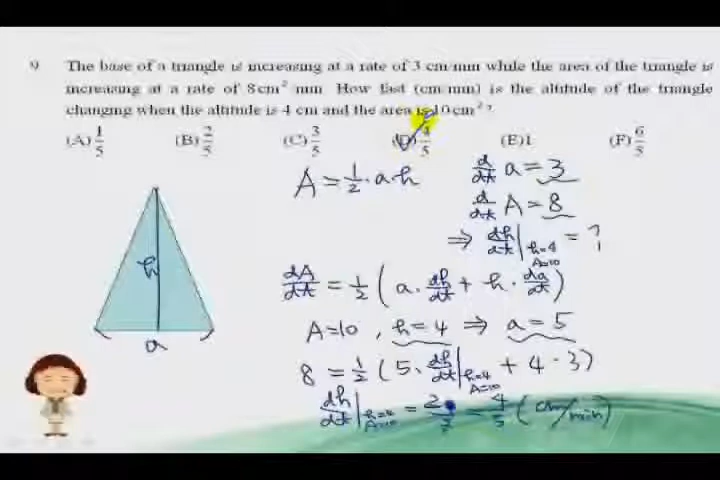 9 The base of a triangle is increasing at a rate of 3 cm/min while the area of the triangle is
increasing at a rate of 8 cm² min. How fast (cm/min) is the altitude of the triangle
changing when the altitude is 4 cm and the area is 10 cm²?
(A) 1/5 (B) 2/5 (C) 3/5 (D) 4/5 (E) 1 (F) 6/5
A = 1/2 · a · h
d/dt a = 3
d/dt A = 8
⇒ dh/dt | h=4 A=10 = ?
dA/dt = 1/2 ( a · dh/dt + h · da/dt )
A=10 , h=4 ⇒ a=5
8 = 1/2 ( 5 · dh/dt | h=4 A=10 + 4 · 3 )
dh/dt | h=4 A=10 = = 4/5 ( cm/min )
h
a